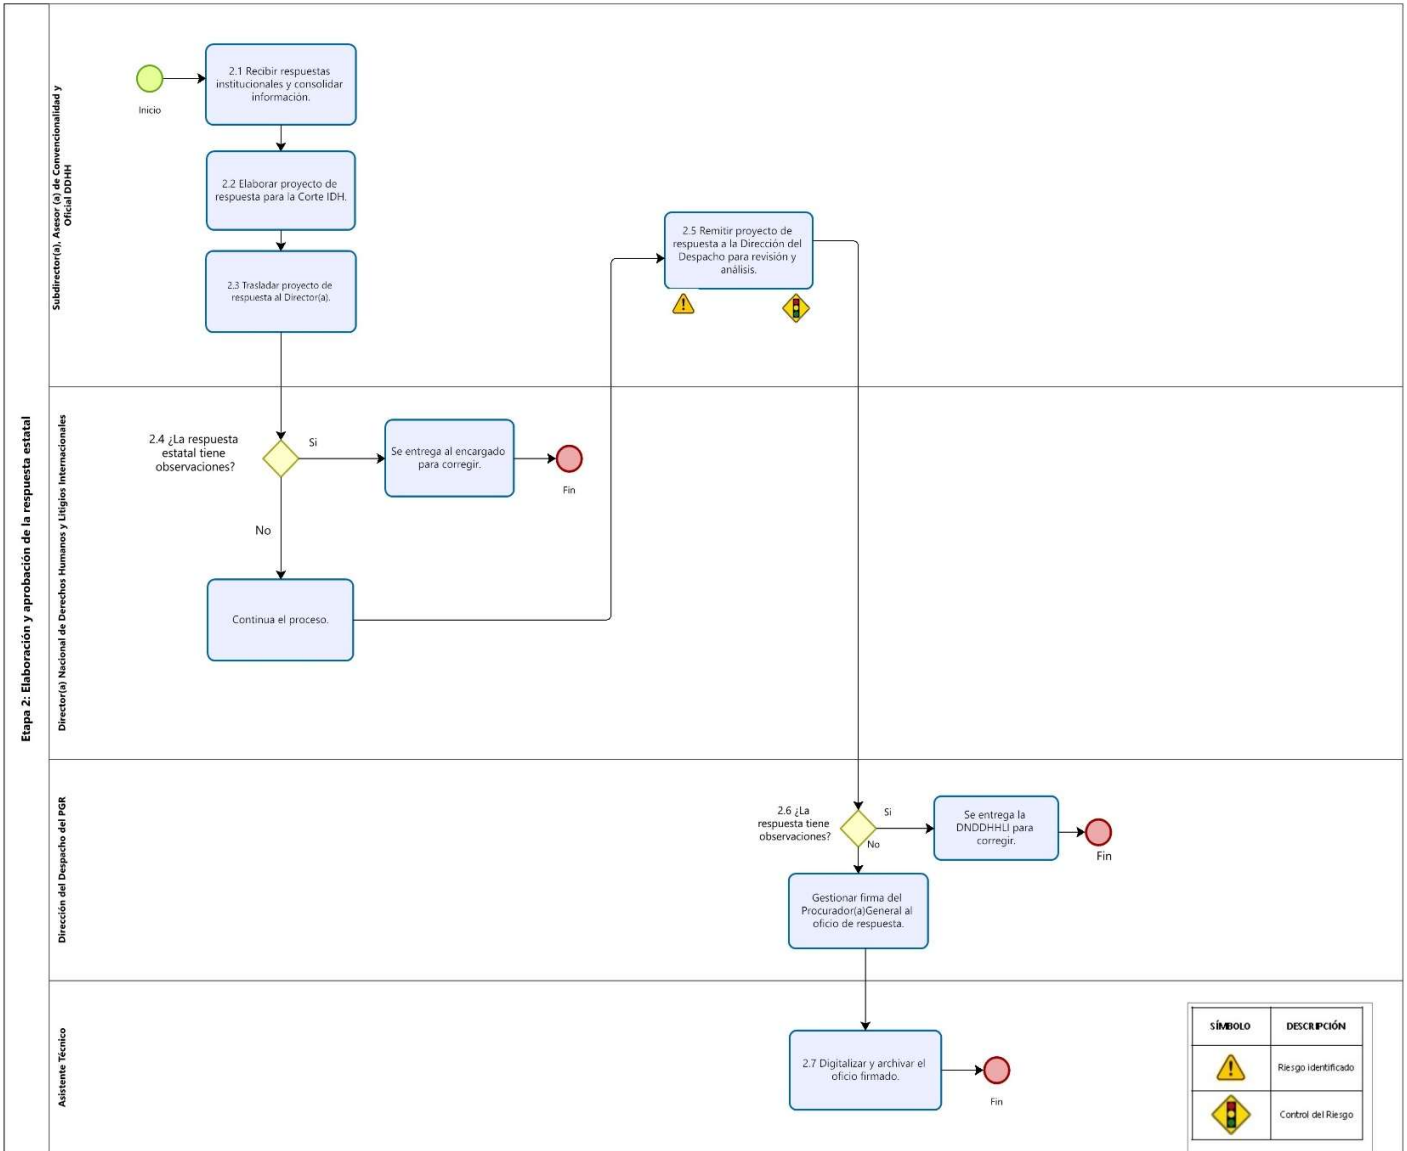 Etapa 2: Elaboración y aprobación de la respuesta estatal
Subdirector(a), Asesor (a) de Convencionalidad y
Oficial DDHH
Inicio
2.1 Recibir respuestas
institucionales y consolidar
información.
2.2 Elaborar proyecto de
respuesta para la Corte IDH.
2.3 Trasladar proyecto de
respuesta al Director(a).
2.5 Remitir proyecto de
respuesta a la Dirección del
Despacho para revisión y
análisis.
Director(a) Nacional de Derechos Humanos y Litigios Internacionales
2.4 ¿La respuesta
estatal tiene
observaciones?
Si
Se entrega al encargado
para corregir.
Fin
No
Continua el proceso.
Dirección del Despacho del PGR
2.6 ¿La
respuesta tiene
observaciones?
Si
Se entrega la
DNDDHHLI para
corregir.
Fin
No
Gestionar firma del
Procurador(a)General al
oficio de respuesta.
Asistente Técnico
2.7 Digitalizar y archivar el
oficio firmado.
Fin
SÍMBOLO DESCRIPCIÓN
Riesgo identificado
Control del Riesgo